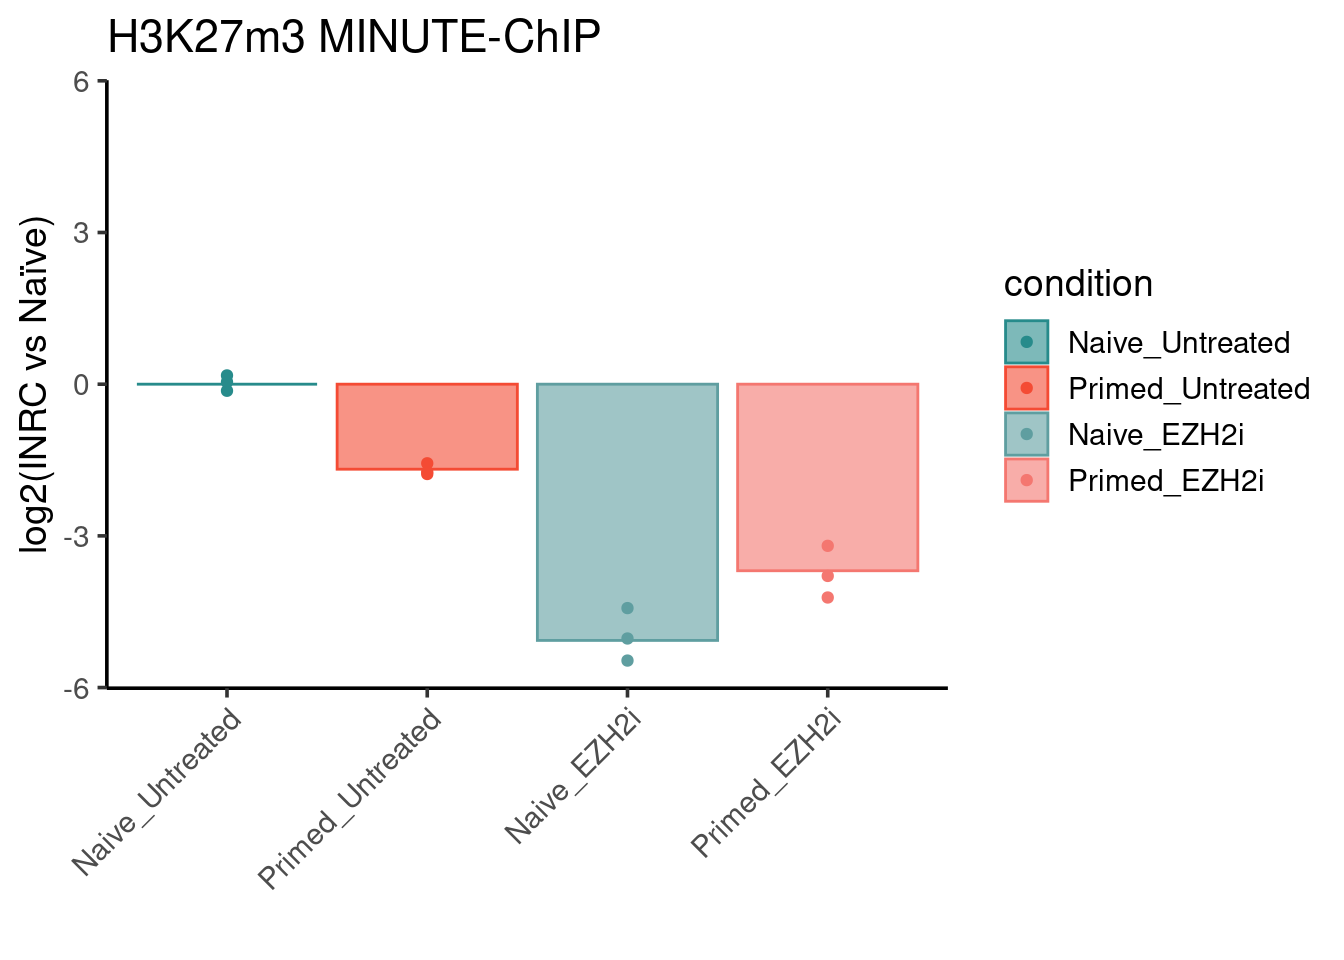 H3K27m3 MINUTE-ChIP
log2(INRC vs Naïve)
6
3
0
-3
-6
Naive_Untreated
Primed_Untreated
Naive_EZH2i
Primed_EZH2i
condition
Naive_Untreated
Primed_Untreated
Naive_EZH2i
Primed_EZH2i